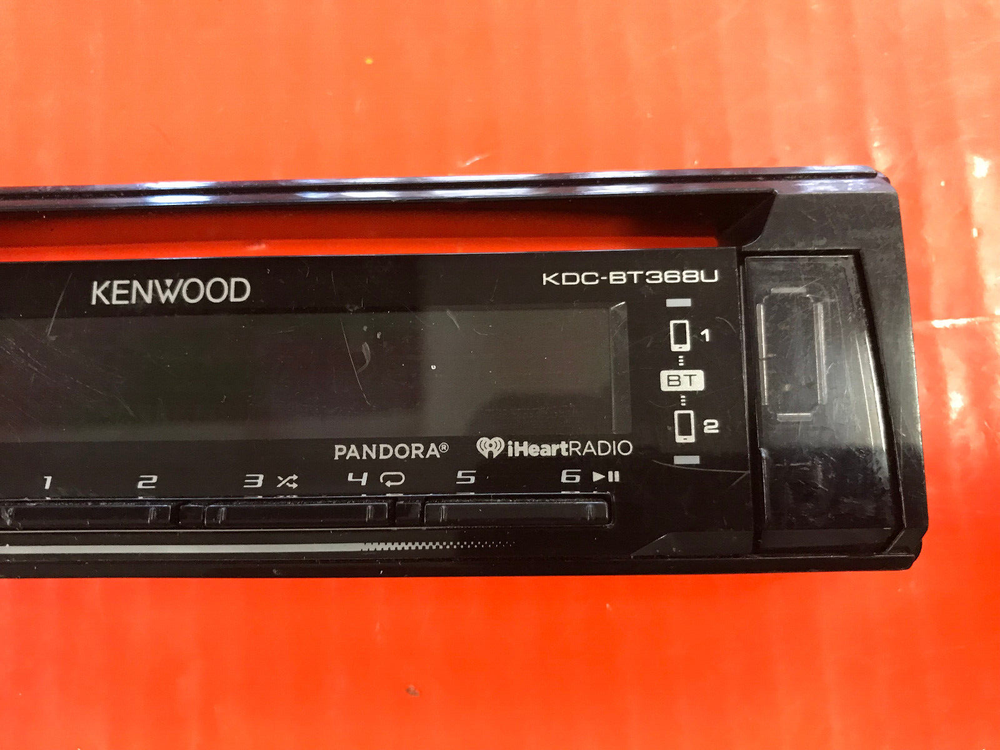 KENWOOD
KDC-BT368U
1
BT
2
PANDORA® iHeartRADIO
1 2 3 4 5 6